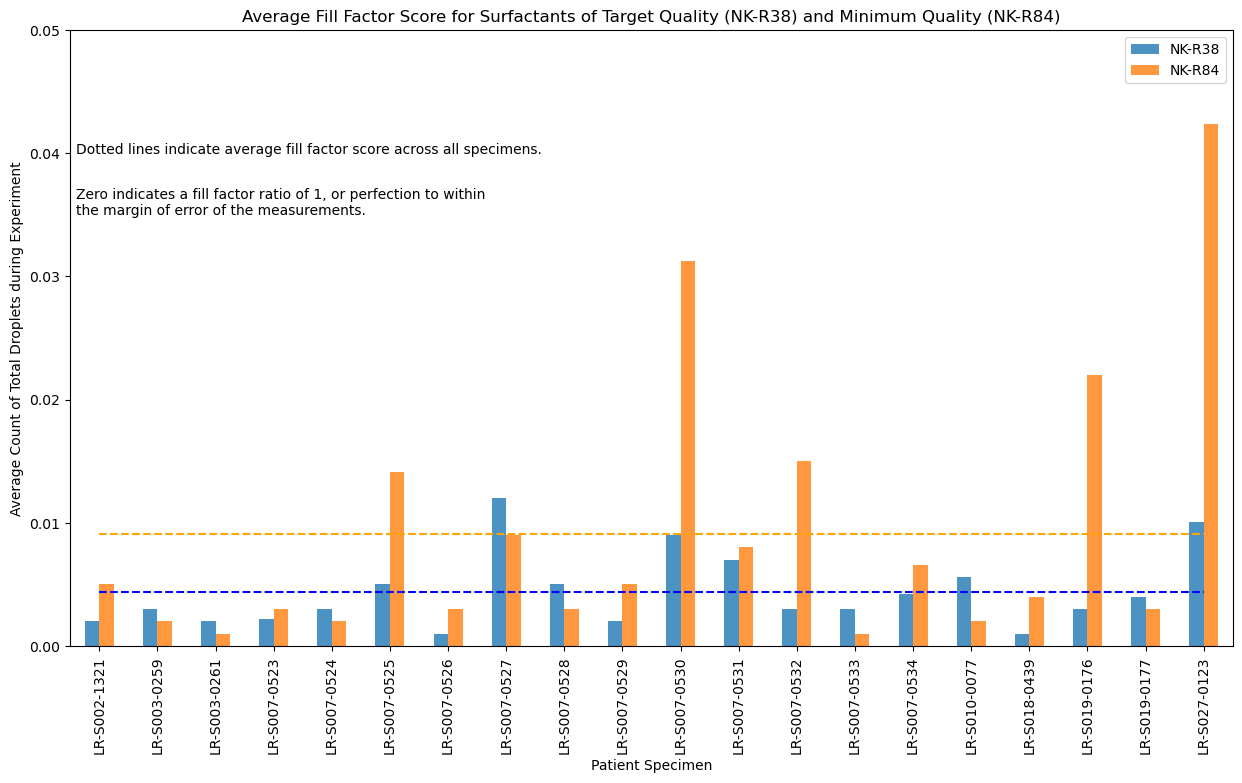 Average Fill Factor Score for Surfactants of Target Quality (NK-R38) and Minimum Quality (NK-R84)
NK-R38
NK-R84
Dotted lines indicate average fill factor score across all specimens.
Zero indicates a fill factor ratio of 1, or perfection to within
the margin of error of the measurements.
Average Count of Total Droplets during Experiment
0.05
0.04
0.03
0.02
0.01
0.00
LR-S002-1321
LR-S003-0259
LR-S003-0261
LR-S007-0523
LR-S007-0524
LR-S007-0525
LR-S007-0526
LR-S007-0527
LR-S007-0528
LR-S007-0529
LR-S007-0530
LR-S007-0531
LR-S007-0532
LR-S007-0533
LR-S007-0534
LR-S010-0077
LR-S018-0439
LR-S019-0176
LR-S019-0177
LR-S027-0123
Patient Specimen